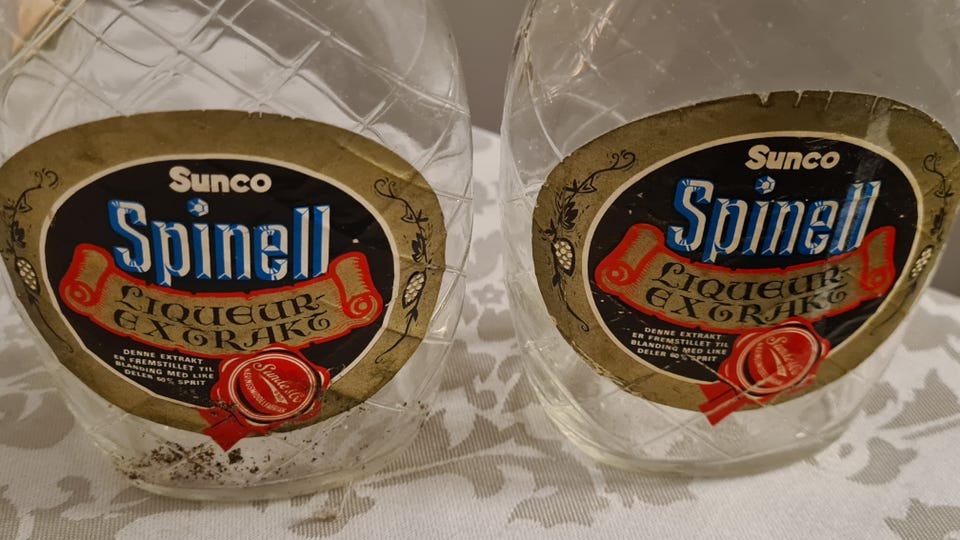 Sunco
Spinell
LIQUEUR-
EXTRAKT
DENNE EXTRAKT
ER FREMSTILLET TIL
BLANDING MED LIKE
DELER 60% SPRIT
Sunco
Spinell
LIQUEUR-
EXTRAKT
DENNE EXTRAKT
ER FREMSTILLET TIL
BLANDING MED LIKE
DELER 60% SPRIT